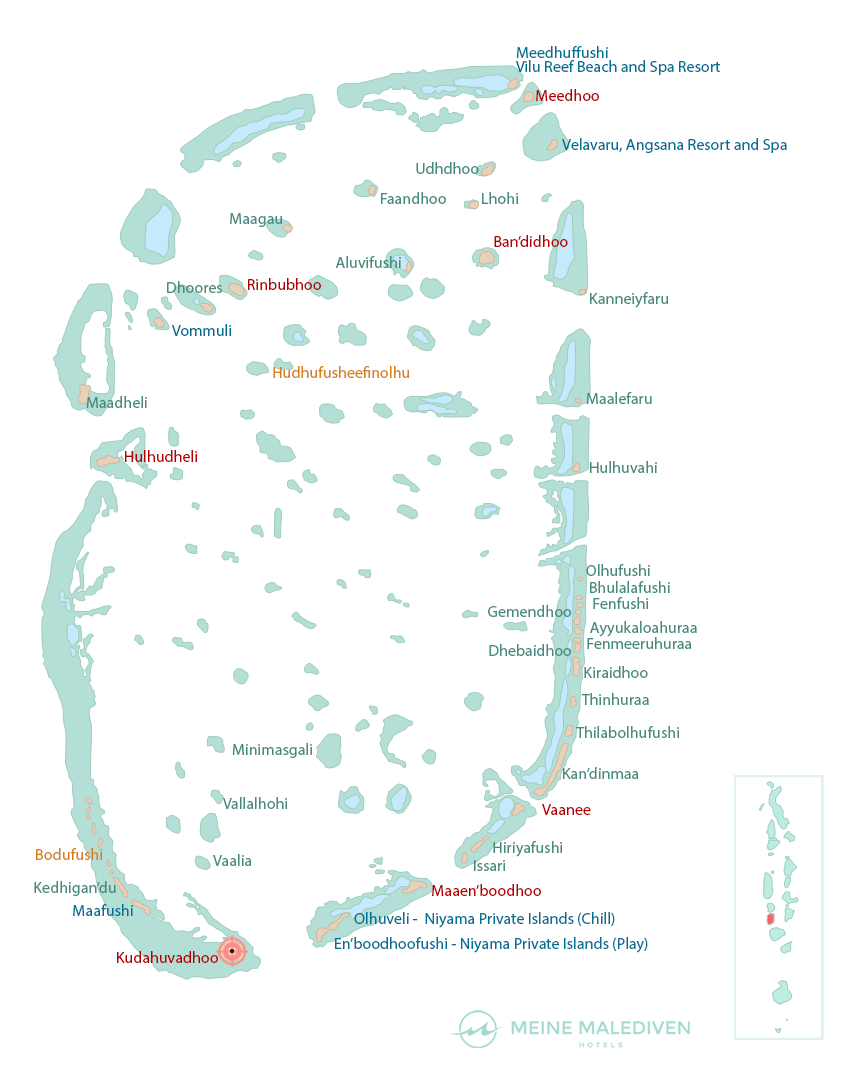 Meedhuffushi
Vilu Reef Beach and Spa Resort
Meedhoo
Velavaru, Angsana Resort and Spa
Udhdhoo
Faandhoo
Lhohi
Maagau
Ban'didhoo
Aluvifushi
Dhoores
Rinbubhoo
Kanneiyfaru
Vommuli
Hudhufusheefinolhu
Maadheli
Maalefaru
Hulhudheli
Hulhuvahi
Olhufushi
Bhulalafushi
Fenfushi
Gemendhoo
Ayyukaloahuraa
Fenmeeruhuraa
Dhebaidhoo
Kiraidhoo
Thinhuraa
Thilabolhufushi
Minimasgali
Kan'dinmaa
Vallalhohi
Vaanee
Hiriyafushi
Bodufushi
Vaalia
Issari
Kedhigan'du
Maaen'boodhoo
Maafushi
Olhuveli - Niyama Private Islands (Chill)
En'boodhoofushi - Niyama Private Islands (Play)
Kudahuvadhoo
MEINE MALEDIVEN
HOTELS